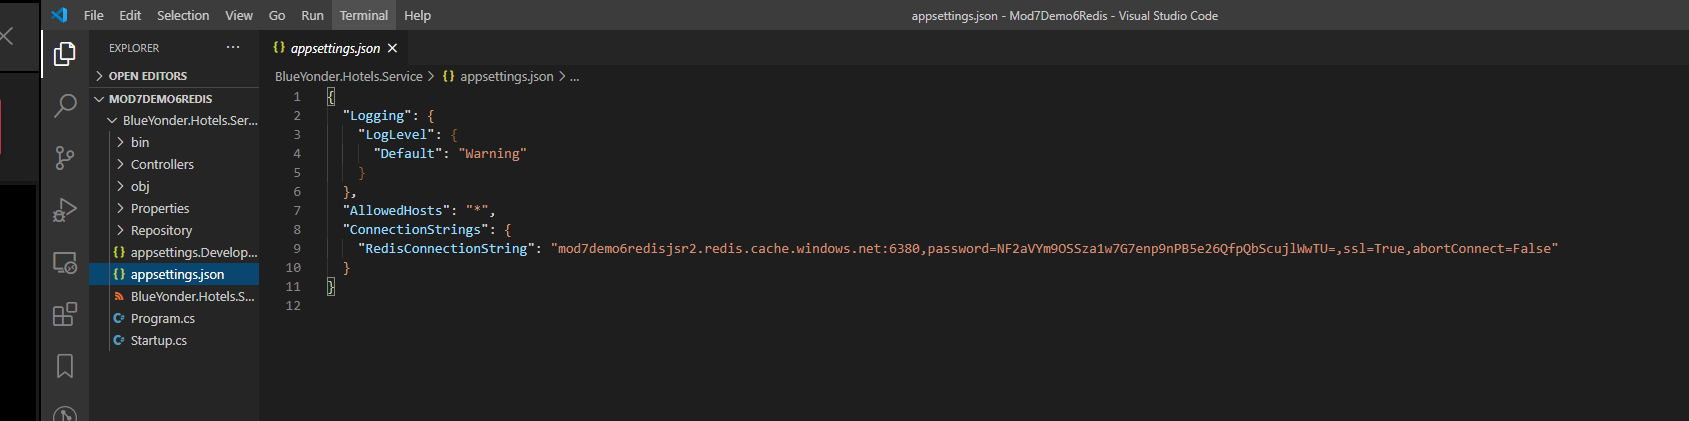 File Edit Selection View Go Run Terminal Help appsettings.json - Mod7Demo6Redis - Visual Studio Code
EXPLORER ...
OPEN EDITORS
MOD7DEMO6REDIS
BlueYonder.Hotels.Ser...
bin
Controllers
obj
Properties
Repository
{} appsettings.Develop...
{} appsettings.json
BlueYonder.Hotels.S...
C# Program.cs
C# Startup.cs
{} appsettings.json ×
BlueYonder.Hotels.Service > {} appsettings.json > ...
1 {
2 "Logging": {
3 "LogLevel": {
4 "Default": "Warning"
5 }
6 },
7 "AllowedHosts": "*",
8 "ConnectionStrings": {
9 "RedisConnectionString": "mod7demo6redisjsr2.redis.cache.windows.net:6380,password=NF2aVYm9OSSza1w7G7enp9nPB5e26QfpQbScujlWwTU=,ssl=True,abortConnect=False"
10 }
11 }
12